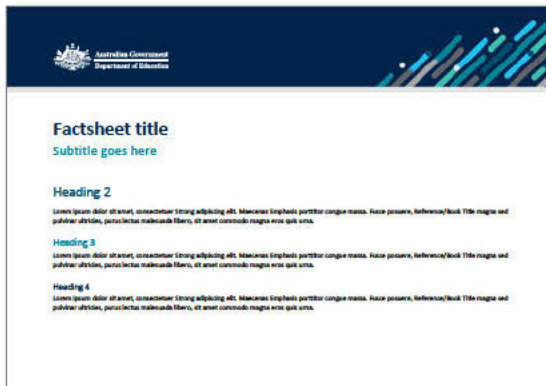 Australian Government
Department of Education
Factsheet title
Subtitle goes here
Heading 2
Lorem ipsum dolor sit amet, consectetuer Strong adipiscing elit. Maecenas Emphasis porttitor congue massa. Fusce posuere, Reference/Book Title magna sed
pulvinar ultricies, purus lectus malesuada libero, sit amet commodo magna eros quis urna.
Heading 3
Lorem ipsum dolor sit amet, consectetuer Strong adipiscing elit. Maecenas Emphasis porttitor congue massa. Fusce posuere, Reference/Book Title magna sed
pulvinar ultricies, purus lectus malesuada libero, sit amet commodo magna eros quis urna.
Heading 4
Lorem ipsum dolor sit amet, consectetuer Strong adipiscing elit. Maecenas Emphasis porttitor congue massa. Fusce posuere, Reference/Book Title magna sed
pulvinar ultricies, purus lectus malesuada libero, sit amet commodo magna eros quis urna.